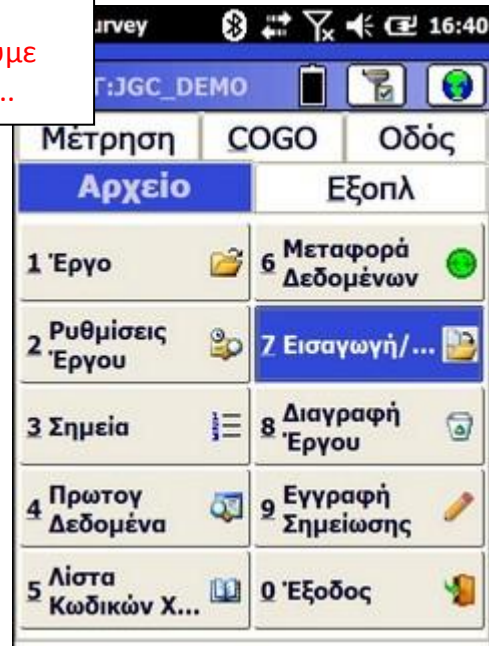 urvey 16:40
με
..
T:JGC_DEMO
Μέτρηση COGO Οδός
Αρχείο Εξοπλ
1 Έργο
6 Μεταφορά
Δεδομένων
2 Ρυθμίσεις
Έργου
7 Εισαγωγή/...
3 Σημεία
8 Διαγραφή
Έργου
4 Πρωτογ
Δεδομένα
9 Εγγραφή
Σημείωσης
5 Λίστα
Κωδικών Χ...
0 Έξοδος